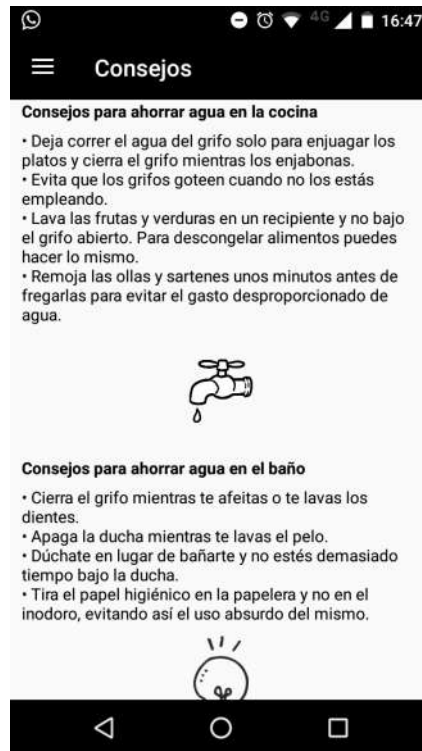 4G 16:47
Consejos
Consejos para ahorrar agua en la cocina
• Deja correr el agua del grifo solo para enjuagar los
platos y cierra el grifo mientras los enjabonas.
• Evita que los grifos goteen cuando no los estás
empleando.
• Lava las frutas y verduras en un recipiente y no bajo
el grifo abierto. Para descongelar alimentos puedes
hacer lo mismo.
• Remoja las ollas y sartenes unos minutos antes de
fregarlas para evitar el gasto desproporcionado de
agua.
Consejos para ahorrar agua en el baño
• Cierra el grifo mientras te afeitas o te lavas los
dientes.
• Apaga la ducha mientras te lavas el pelo.
• Dúchate en lugar de bañarte y no estés demasiado
tiempo bajo la ducha.
• Tira el papel higiénico en la papelera y no en el
inodoro, evitando así el uso absurdo del mismo.